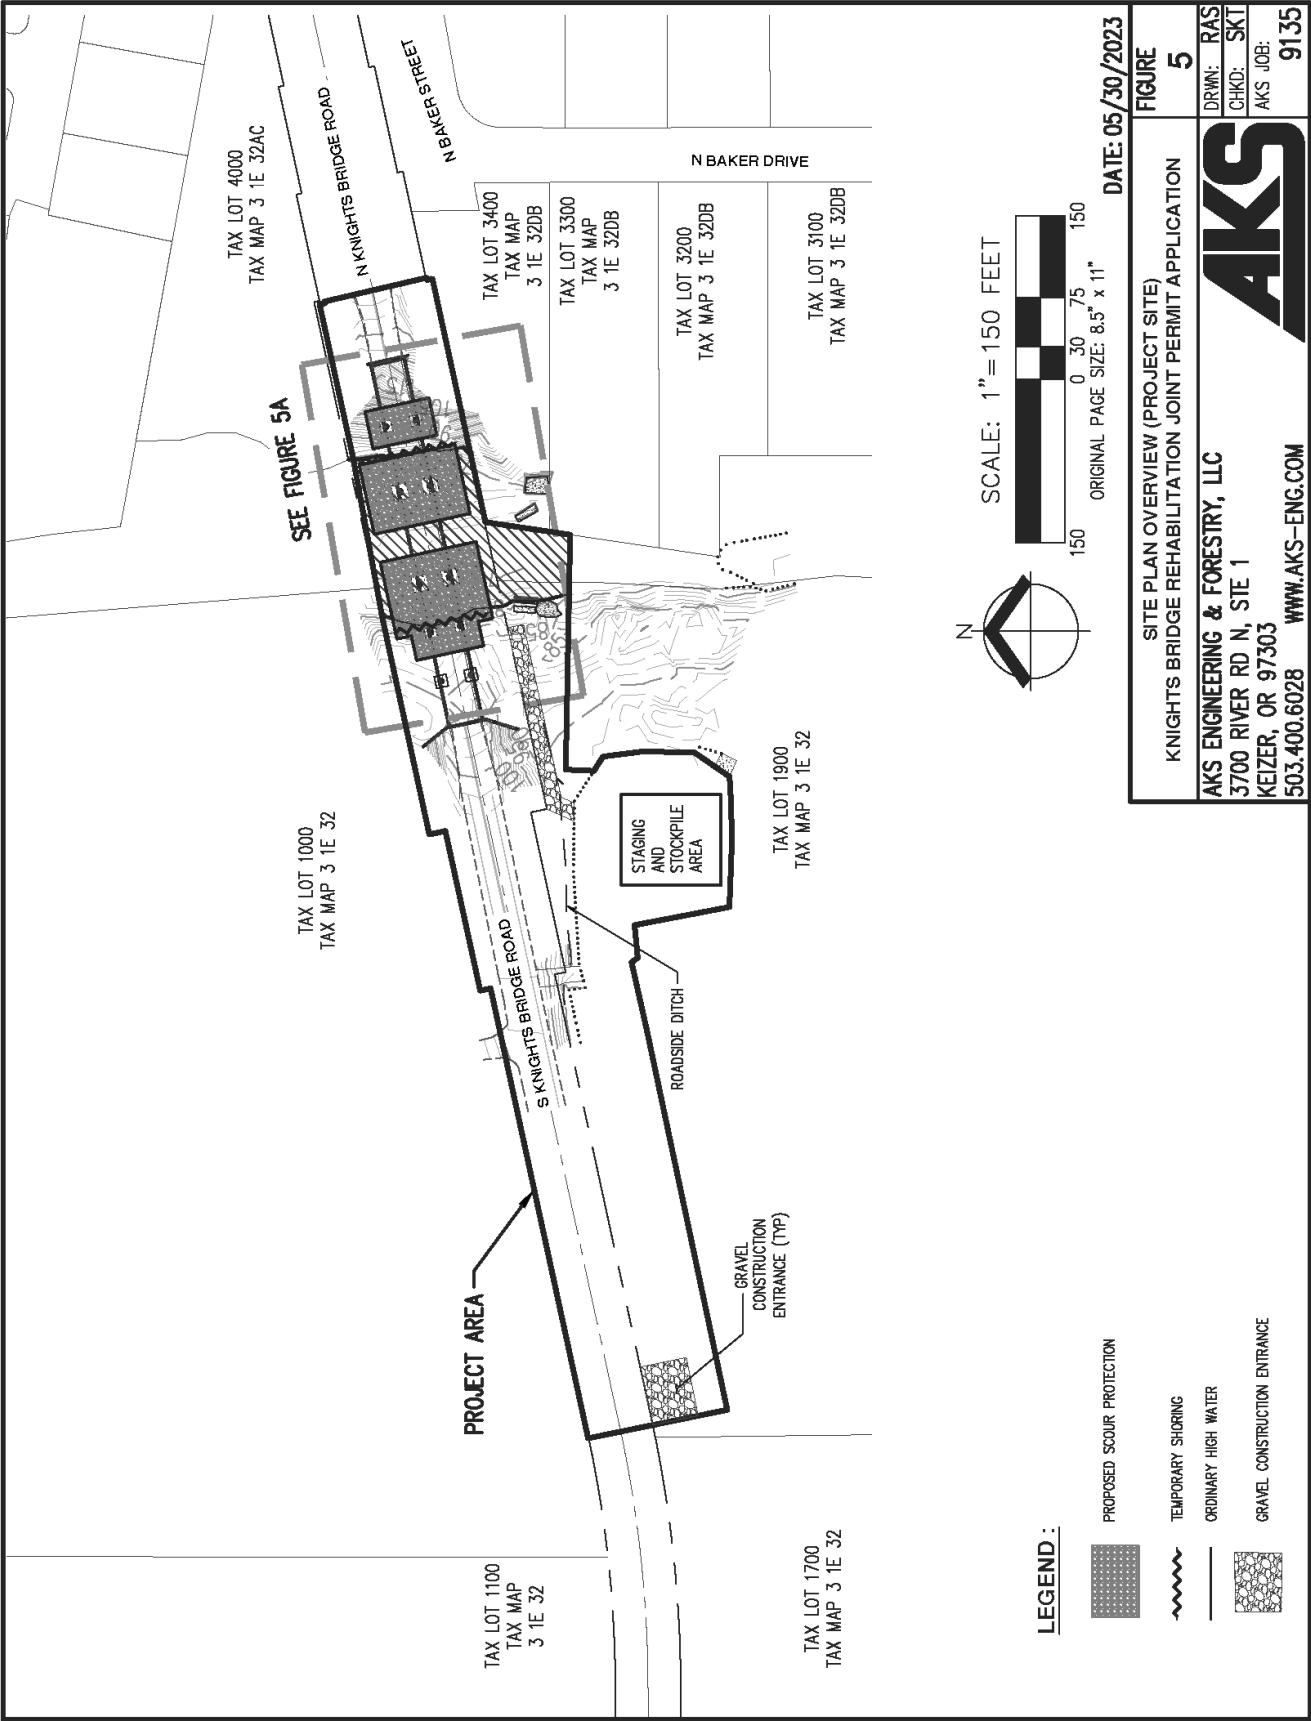 TAX LOT 4000
TAX MAP 3 1E 32AC
N KNIGHTS BRIDGE ROAD
N BAKER STREET
N BAKER DRIVE
TAX LOT 3400
TAX MAP
3 1E 32DB
TAX LOT 3300
TAX MAP
3 1E 32DB
TAX LOT 3200
TAX MAP 3 1E 32DB
TAX LOT 3100
TAX MAP 3 1E 32DB
SEE FIGURE 5A
TAX LOT 1000
TAX MAP 3 1E 32
S KNIGHTS BRIDGE ROAD
STAGING
AND
STOCKPILE
AREA
TAX LOT 1900
TAX MAP 3 1E 32
ROADSIDE DITCH
PROJECT AREA
GRAVEL
CONSTRUCTION
ENTRANCE (TYP)
TAX LOT 1100
TAX MAP
3 1E 32
TAX LOT 1700
TAX MAP 3 1E 32
LEGEND:
PROPOSED SCOUR PROTECTION
TEMPORARY SHORING
ORDINARY HIGH WATER
GRAVEL CONSTRUCTION ENTRANCE
N
SCALE: 1"=150 FEET
150 0 30 75 150
ORIGINAL PAGE SIZE: 8.5" x 11"
DATE: 05/30/2023
SITE PLAN OVERVIEW (PROJECT SITE)
KNIGHTS BRIDGE REHABILITATION JOINT PERMIT APPLICATION
FIGURE
5
AKS ENGINEERING & FORESTRY, LLC
3700 RIVER RD N, STE 1
KEIZER, OR 97303
503.400.6028 WWW.AKS-ENG.COM
AKS
DRWN: RAS
CHKD: SKT
AKS JOB:
9135